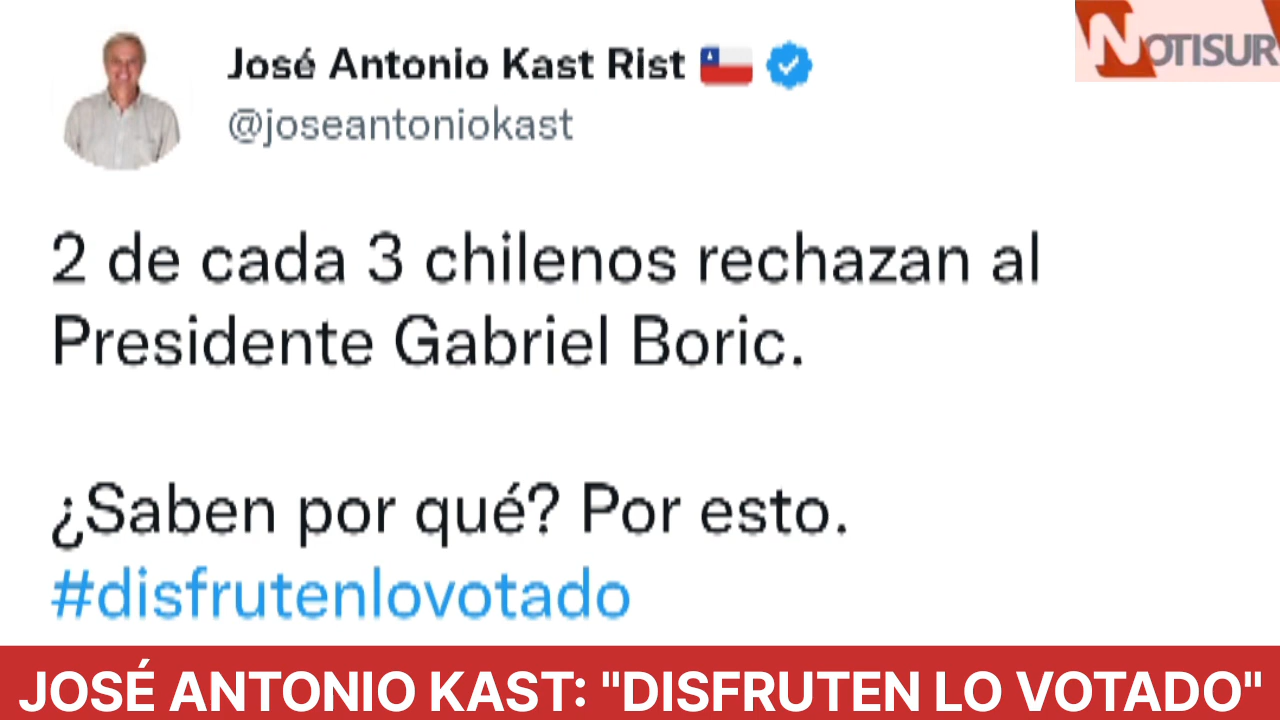 José Antonio Kast Rist
NOTISUR
@joseantoniokast
2 de cada 3 chilenos rechazan al
Presidente Gabriel Boric.
¿Saben por qué? Por esto.
#disfrutenlovotado
JOSÉ ANTONIO KAST: "DISFRUTEN LO VOTADO"